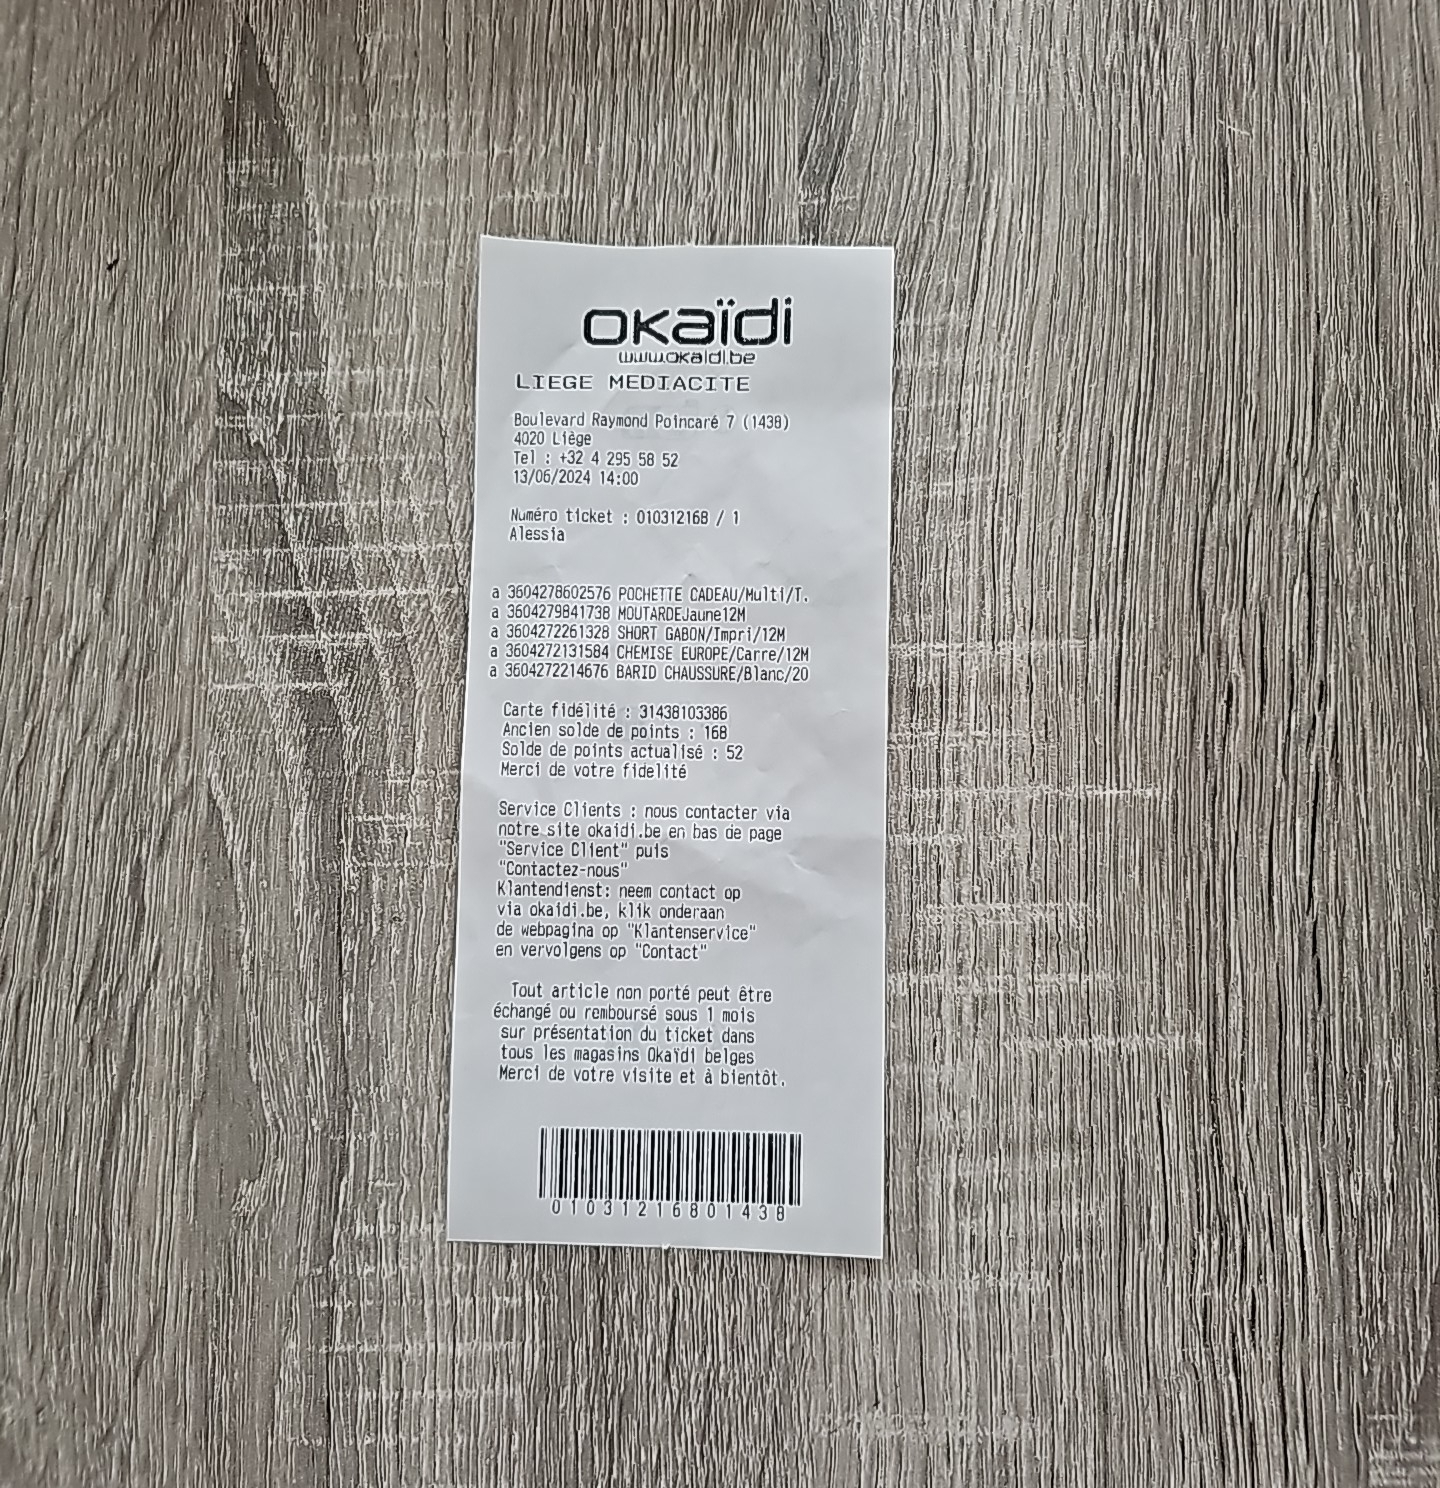 okaïdi
www.okaidi.be
LIEGE MEDIACITE
Boulevard Raymond Poincaré 7 (1438)
4020 Liège
Tel : +32 4 295 58 52
13/06/2024 14:00
Numéro ticket : 010312168 / 1
Alessia
a 3604278602576 POCHETTE CADEAU/Multi/T.
a 3604279841738 MOUTARDEJaune12M
a 3604272261328 SHORT GABON/Impri/12M
a 3604272131584 CHEMISE EUROPE/Carre/12M
a 3604272214676 BARID CHAUSSURE/Blanc/20
Carte fidélité : 31438103386
Ancien solde de points : 168
Solde de points actualisé : 52
Merci de votre fidelité
Service Clients : nous contacter via
notre site okaidi.be en bas de page
"Service Client" puis
"Contactez-nous"
Klantendienst: neem contact op
via okaidi.be, klik onderaan
de webpagina op "Klantenservice"
en vervolgens op "Contact"
Tout article non porté peut être
échangé ou remboursé sous 1 mois
sur présentation du ticket dans
tous les magasins Okaïdi belges
Merci de votre visite et à bientôt.
01031216801438